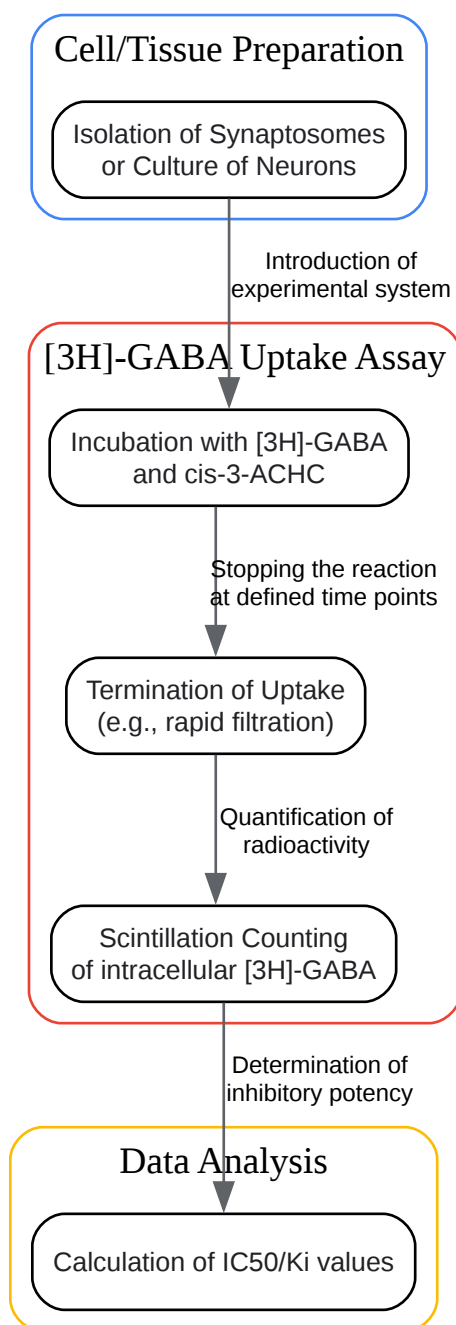 Cell/Tissue Preparation
Isolation of Synaptosomes
or Culture of Neurons
Introduction of
experimental system
[3H]-GABA Uptake Assay
Incubation with [3H]-GABA
and cis-3-ACHC
Stopping the reaction
at defined time points
Termination of Uptake
(e.g., rapid filtration)
Quantification of
radioactivity
Scintillation Counting
of intracellular [3H]-GABA
Determination of
inhibitory potency
Data Analysis
Calculation of IC50/Ki values